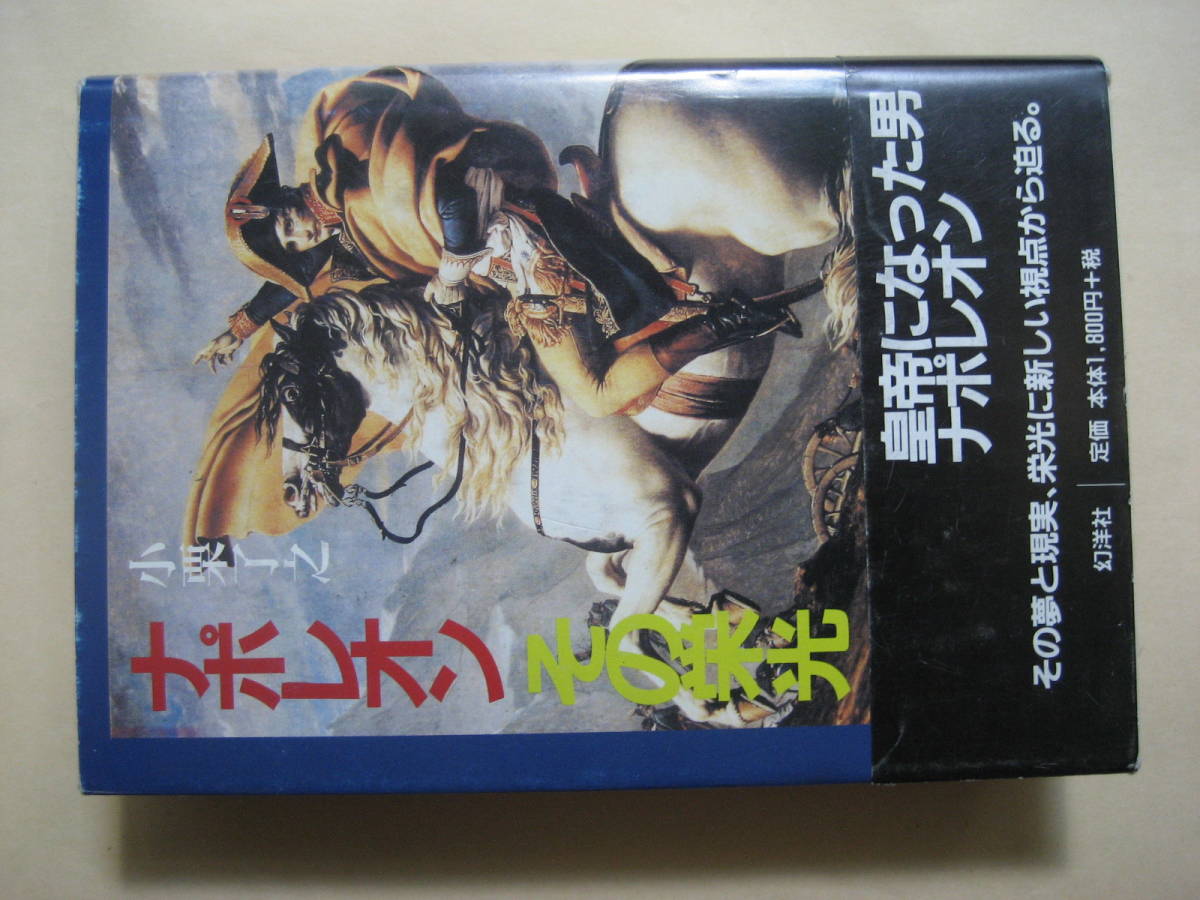 小栗了之
ナポレオン
その栄光
皇帝になった男
ナポレオン
その夢と現実、栄光に新しい視点から迫る。
幻洋社
定価 本体1,800円+税